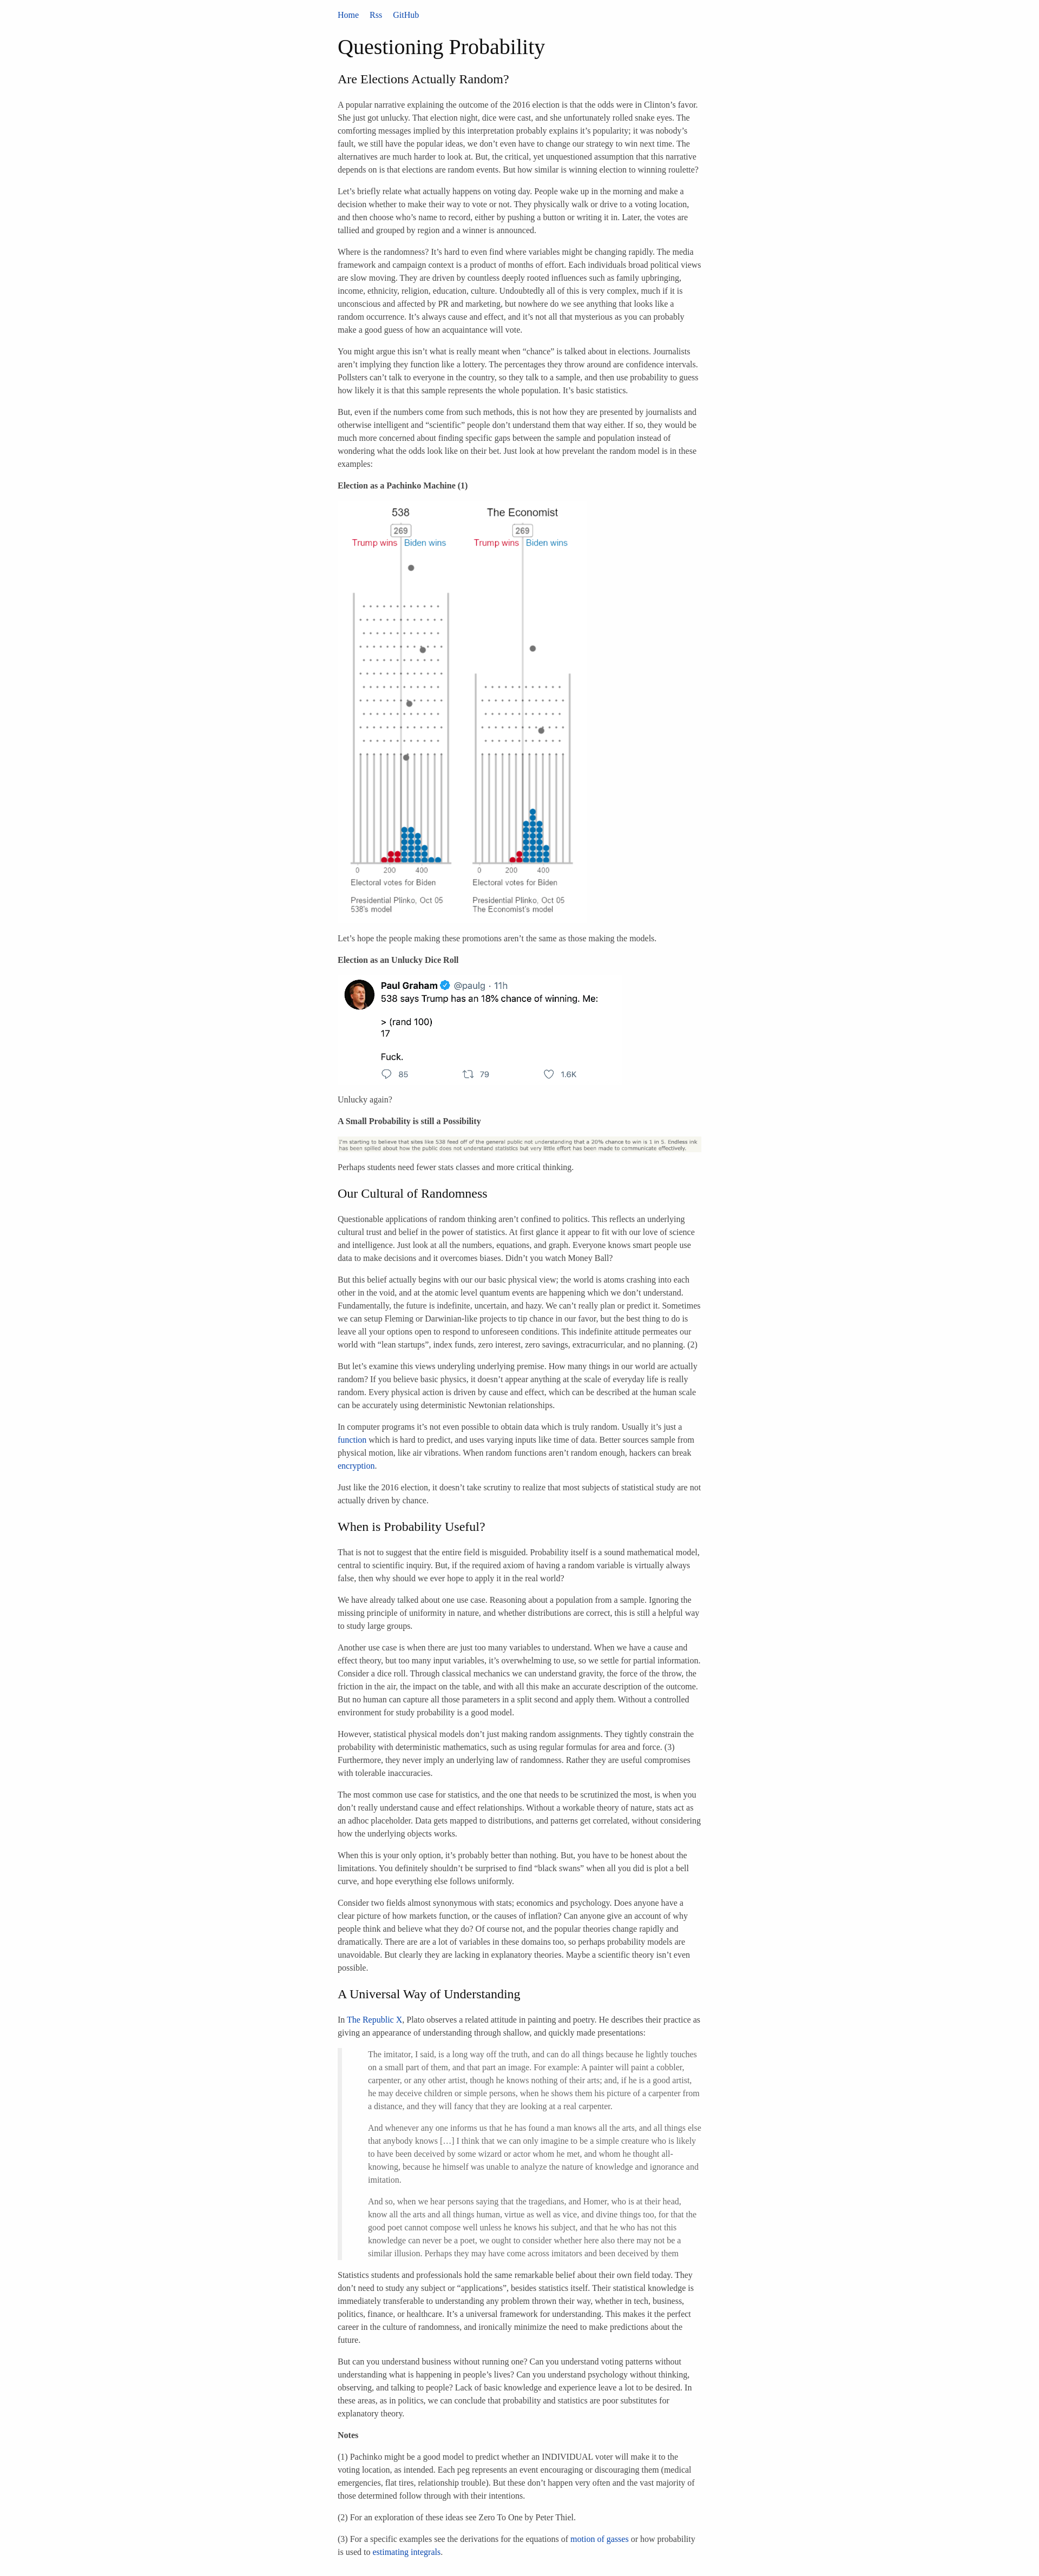 Home Rss GitHub
Questioning Probability
Are Elections Actually Random?
A popular narrative explaining the outcome of the 2016 election is that the odds were in Clinton’s favor.
She just got unlucky. That election night, dice were cast, and she unfortunately rolled snake eyes. The
comforting messages implied by this interpretation probably explains it’s popularity; it was nobody’s
fault, we still have the popular ideas, we don’t even have to change our strategy to win next time. The
alternatives are much harder to look at. But, the critical, yet unquestioned assumption that this narrative
depends on is that elections are random events. But how similar is winning election to winning roulette?
Let’s briefly relate what actually happens on voting day. People wake up in the morning and make a
decision whether to make their way to vote or not. They physically walk or drive to a voting location,
and then choose who’s name to record, either by pushing a button or writing it in. Later, the votes are
tallied and grouped by region and a winner is announced.
Where is the randomness? It’s hard to even find where variables might be changing rapidly. The media
framework and campaign context is a product of months of effort. Each individuals broad political views
are slow moving. They are driven by countless deeply rooted influences such as family upbringing,
income, ethnicity, religion, education, culture. Undoubtedly all of this is very complex, much if it is
unconscious and affected by PR and marketing, but nowhere do we see anything that looks like a
random occurrence. It’s always cause and effect, and it’s not all that mysterious as you can probably
make a good guess of how an acquaintance will vote.
You might argue this isn’t what is really meant when “chance” is talked about in elections. Journalists
aren’t implying they function like a lottery. The percentages they throw around are confidence intervals.
Pollsters can’t talk to everyone in the country, so they talk to a sample, and then use probability to guess
how likely it is that this sample represents the whole population. It’s basic statistics.
But, even if the numbers come from such methods, this is not how they are presented by journalists and
otherwise intelligent and “scientific” people don’t understand them that way either. If so, they would be
much more concerned about finding specific gaps between the sample and population instead of
wondering what the odds look like on their bet. Just look at how prevelant the random model is in these
examples:
Election as a Pachinko Machine (1)
538 The Economist
269 269
Trump wins Biden wins Trump wins Biden wins
0 200 400 0 200 400
Electoral votes for Biden Electoral votes for Biden
Presidential Plinko, Oct 05 Presidential Plinko, Oct 05
538's model The Economist's model
Let’s hope the people making these promotions aren’t the same as those making the models.
Election as an Unlucky Dice Roll
Paul Graham @paulg · 11h
538 says Trump has an 18% chance of winning. Me:
> (rand 100)
17
Fuck.
85 79 1.6K
Unlucky again?
A Small Probability is still a Possibility
I'm starting to believe that sites like 538 feed off of the general public not understanding that a 20% chance to win is 1 in 5. Endless ink
has been spilled about how the public does not understand statistics but very little effort has been made to communicate effectively.
Perhaps students need fewer stats classes and more critical thinking.
Our Cultural of Randomness
Questionable applications of random thinking aren’t confined to politics. This reflects an underlying
cultural trust and belief in the power of statistics. At first glance it appear to fit with our love of science
and intelligence. Just look at all the numbers, equations, and graph. Everyone knows smart people use
data to make decisions and it overcomes biases. Didn’t you watch Money Ball?
But this belief actually begins with our our basic physical view; the world is atoms crashing into each
other in the void, and at the atomic level quantum events are happening which we don’t understand.
Fundamentally, the future is indefinite, uncertain, and hazy. We can’t really plan or predict it. Sometimes
we can setup Fleming or Darwinian-like projects to tip chance in our favor, but the best thing to do is
leave all your options open to respond to unforeseen conditions. This indefinite attitude permeates our
world with “lean startups”, index funds, zero interest, zero savings, extracurricular, and no planning. (2)
But let’s examine this views underyling underlying premise. How many things in our world are actually
random? If you believe basic physics, it doesn’t appear anything at the scale of everyday life is really
random. Every physical action is driven by cause and effect, which can be described at the human scale
can be accurately using deterministic Newtonian relationships.
In computer programs it’s not even possible to obtain data which is truly random. Usually it’s just a
function which is hard to predict, and uses varying inputs like time of data. Better sources sample from
physical motion, like air vibrations. When random functions aren’t random enough, hackers can break
encryption.
Just like the 2016 election, it doesn’t take scrutiny to realize that most subjects of statistical study are not
actually driven by chance.
When is Probability Useful?
That is not to suggest that the entire field is misguided. Probability itself is a sound mathematical model,
central to scientific inquiry. But, if the required axiom of having a random variable is virtually always
false, then why should we ever hope to apply it in the real world?
We have already talked about one use case. Reasoning about a population from a sample. Ignoring the
missing principle of uniformity in nature, and whether distributions are correct, this is still a helpful way
to study large groups.
Another use case is when there are just too many variables to understand. When we have a cause and
effect theory, but too many input variables, it’s overwhelming to use, so we settle for partial information.
Consider a dice roll. Through classical mechanics we can understand gravity, the force of the throw, the
friction in the air, the impact on the table, and with all this make an accurate description of the outcome.
But no human can capture all those parameters in a split second and apply them. Without a controlled
environment for study probability is a good model.
However, statistical physical models don’t just making random assignments. They tightly constrain the
probability with deterministic mathematics, such as using regular formulas for area and force. (3)
Furthermore, they never imply an underlying law of randomness. Rather they are useful compromises
with tolerable inaccuracies.
The most common use case for statistics, and the one that needs to be scrutinized the most, is when you
don’t really understand cause and effect relationships. Without a workable theory of nature, stats act as
an adhoc placeholder. Data gets mapped to distributions, and patterns get correlated, without considering
how the underlying objects works.
When this is your only option, it’s probably better than nothing. But, you have to be honest about the
limitations. You definitely shouldn’t be surprised to find “black swans” when all you did is plot a bell
curve, and hope everything else follows uniformly.
Consider two fields almost synonymous with stats; economics and psychology. Does anyone have a
clear picture of how markets function, or the causes of inflation? Can anyone give an account of why
people think and believe what they do? Of course not, and the popular theories change rapidly and
dramatically. There are are a lot of variables in these domains too, so perhaps probability models are
unavoidable. But clearly they are lacking in explanatory theories. Maybe a scientific theory isn’t even
possible.
A Universal Way of Understanding
In The Republic X, Plato observes a related attitude in painting and poetry. He describes their practice as
giving an appearance of understanding through shallow, and quickly made presentations:
The imitator, I said, is a long way off the truth, and can do all things because he lightly touches
on a small part of them, and that part an image. For example: A painter will paint a cobbler,
carpenter, or any other artist, though he knows nothing of their arts; and, if he is a good artist,
he may deceive children or simple persons, when he shows them his picture of a carpenter from
a distance, and they will fancy that they are looking at a real carpenter.
And whenever any one informs us that he has found a man knows all the arts, and all things else
that anybody knows […] I think that we can only imagine to be a simple creature who is likely
to have been deceived by some wizard or actor whom he met, and whom he thought all-
knowing, because he himself was unable to analyze the nature of knowledge and ignorance and
imitation.
And so, when we hear persons saying that the tragedians, and Homer, who is at their head,
know all the arts and all things human, virtue as well as vice, and divine things too, for that the
good poet cannot compose well unless he knows his subject, and that he who has not this
knowledge can never be a poet, we ought to consider whether here also there may not be a
similar illusion. Perhaps they may have come across imitators and been deceived by them
Statistics students and professionals hold the same remarkable belief about their own field today. They
don’t need to study any subject or “applications”, besides statistics itself. Their statistical knowledge is
immediately transferable to understanding any problem thrown their way, whether in tech, business,
politics, finance, or healthcare. It’s a universal framework for understanding. This makes it the perfect
career in the culture of randomness, and ironically minimize the need to make predictions about the
future.
But can you understand business without running one? Can you understand voting patterns without
understanding what is happening in people’s lives? Can you understand psychology without thinking,
observing, and talking to people? Lack of basic knowledge and experience leave a lot to be desired. In
these areas, as in politics, we can conclude that probability and statistics are poor substitutes for
explanatory theory.
Notes
(1) Pachinko might be a good model to predict whether an INDIVIDUAL voter will make it to the
voting location, as intended. Each peg represents an event encouraging or discouraging them (medical
emergencies, flat tires, relationship trouble). But these don’t happen very often and the vast majority of
those determined follow through with their intentions.
(2) For an exploration of these ideas see Zero To One by Peter Thiel.
(3) For a specific examples see the derivations for the equations of motion of gasses or how probability
is used to estimating integrals.